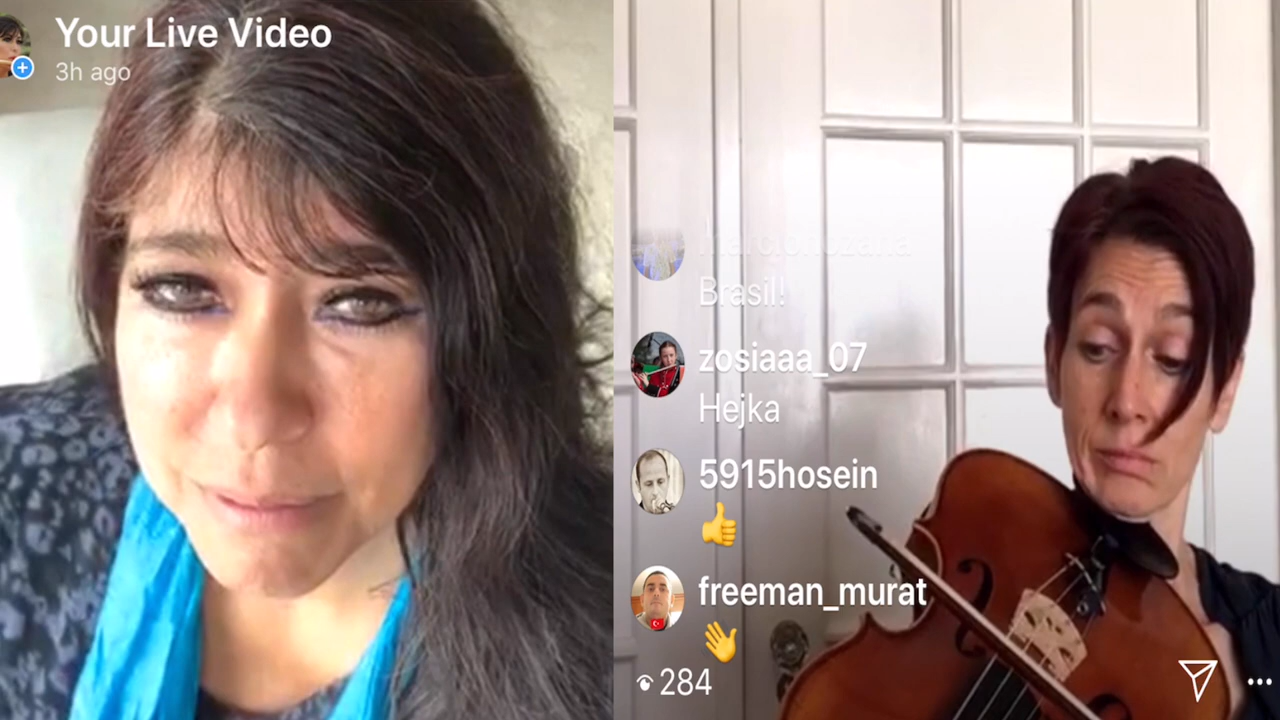 Your Live Video
3h ago
Brasil!
zosiaaa_07
Hejka
5915hosein
👍
freeman_murat
👋
284